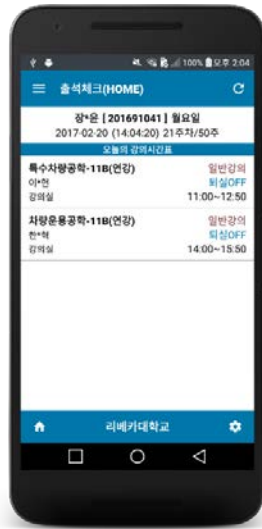 100% 오후 2:04
출석체크(HOME)
장*운 [201691041] 월요일
2017-02-20 (14:04:20) 21주차/50주
오늘의 강의시간표
특수차량공학-11B(연강) 일반강의
이*헌 퇴실OFF
강의실 11:00~12:50
차량운용공학-11B(연강) 일반강의
한*혁 퇴실OFF
강의실 14:00~15:50
리베카대학교